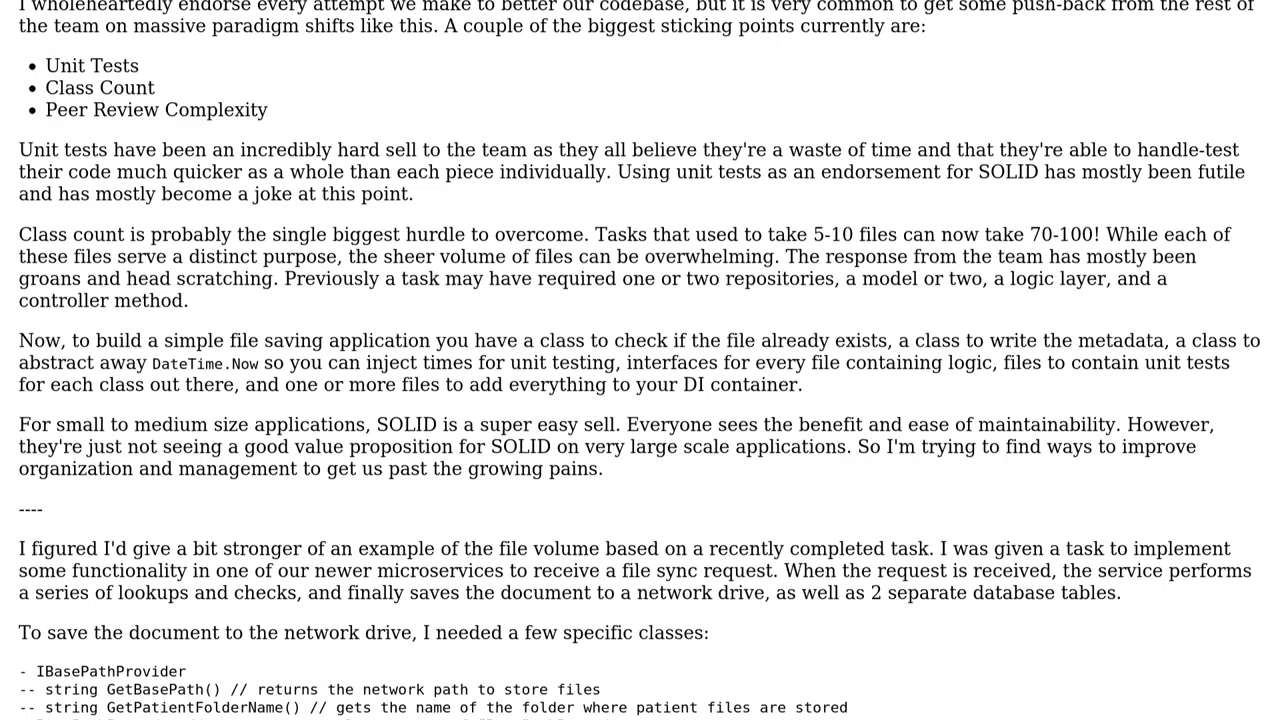 I wholeheartedly endorse every attempt we make to better our codebase, but it is very common to get some push-back from the rest of
the team on massive paradigm shifts like this. A couple of the biggest sticking points currently are:
• Unit Tests
• Class Count
• Peer Review Complexity
Unit tests have been an incredibly hard sell to the team as they all believe they're a waste of time and that they're able to handle-test
their code much quicker as a whole than each piece individually. Using unit tests as an endorsement for SOLID has mostly been futile
and has mostly become a joke at this point.
Class count is probably the single biggest hurdle to overcome. Tasks that used to take 5-10 files can now take 70-100! While each of
these files serve a distinct purpose, the sheer volume of files can be overwhelming. The response from the team has mostly been
groans and head scratching. Previously a task may have required one or two repositories, a model or two, a logic layer, and a
controller method.
Now, to build a simple file saving application you have a class to check if the file already exists, a class to write the metadata, a class to
abstract away DateTime.Now so you can inject times for unit testing, interfaces for every file containing logic, files to contain unit tests
for each class out there, and one or more files to add everything to your DI container.
For small to medium size applications, SOLID is a super easy sell. Everyone sees the benefit and ease of maintainability. However,
they're just not seeing a good value proposition for SOLID on very large scale applications. So I'm trying to find ways to improve
organization and management to get us past the growing pains.
----
I figured I'd give a bit stronger of an example of the file volume based on a recently completed task. I was given a task to implement
some functionality in one of our newer microservices to receive a file sync request. When the request is received, the service performs
a series of lookups and checks, and finally saves the document to a network drive, as well as 2 separate database tables.
To save the document to the network drive, I needed a few specific classes:
- IBasePathProvider
-- string GetBasePath() // returns the network path to store files
-- string GetPatientFolderName() // gets the name of the folder where patient files are stored